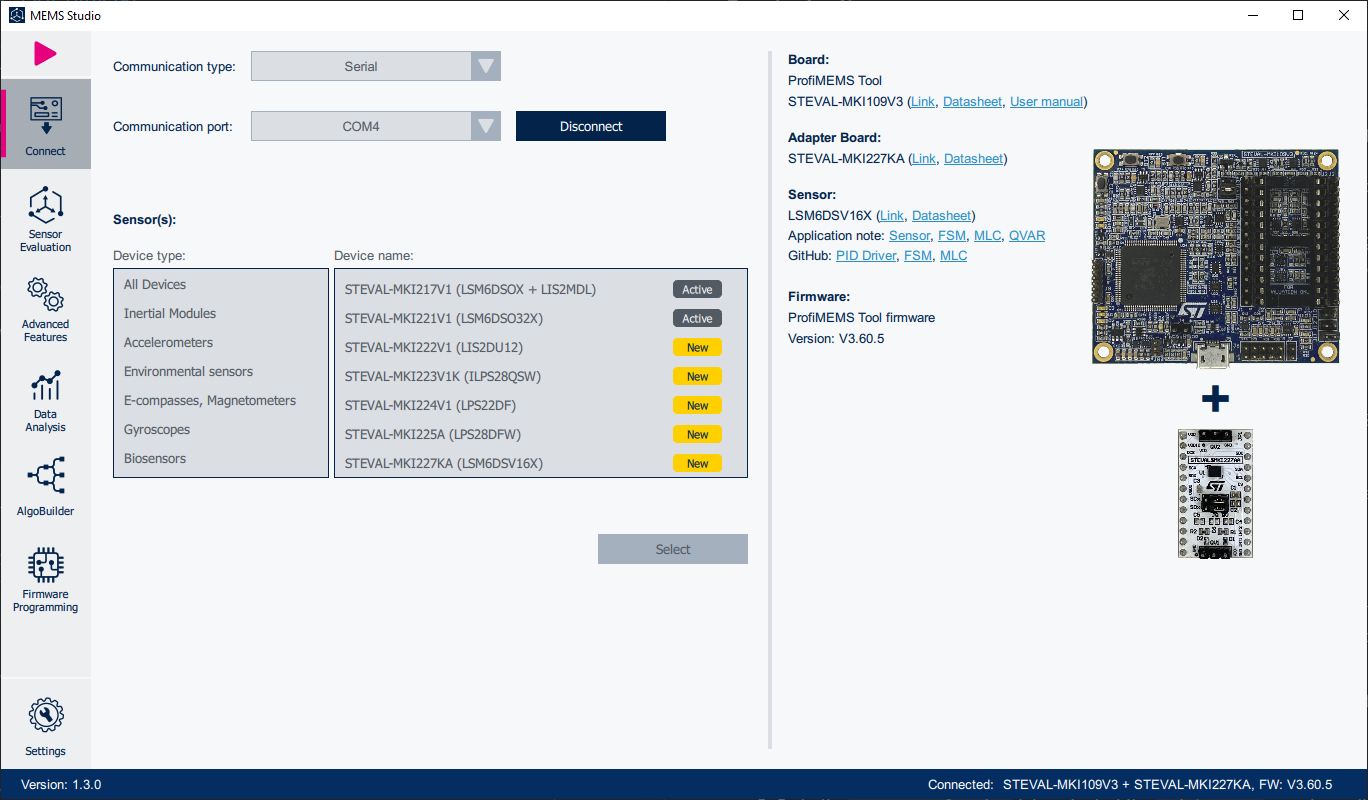 MEMS Studio
Connect
Sensor
Evaluation
Advanced
Features
Data
Analysis
AlgoBuilder
Firmware
Programming
Settings
Communication type: Serial
Communication port: COM4 Disconnect
Sensor(s):
Device type: Device name:
All Devices
Inertial Modules
Accelerometers
Environmental sensors
E-compasses, Magnetometers
Gyroscopes
Biosensors
STEVAL-MKI217V1 (LSM6DSOX + LIS2MDL) Active
STEVAL-MKI221V1 (LSM6DSO32X) Active
STEVAL-MKI222V1 (LIS2DU12) New
STEVAL-MKI223V1K (ILPS28QSW) New
STEVAL-MKI224V1 (LPS22DF) New
STEVAL-MKI225A (LPS28DFW) New
STEVAL-MKI227KA (LSM6DSV16X) New
Select
Board:
ProfiMEMS Tool
STEVAL-MKI109V3 (Link, Datasheet, User manual)
Adapter Board:
STEVAL-MKI227KA (Link, Datasheet)
Sensor:
LSM6DSV16X (Link, Datasheet)
Application note: Sensor, FSM, MLC, QVAR
GitHub: PID Driver, FSM, MLC
Firmware:
ProfiMEMS Tool firmware
Version: V3.60.5
STEVAL-MKI109V3
ST
ST
Version: 1.3.0
Connected: STEVAL-MKI109V3 + STEVAL-MKI227KA, FW: V3.60.5